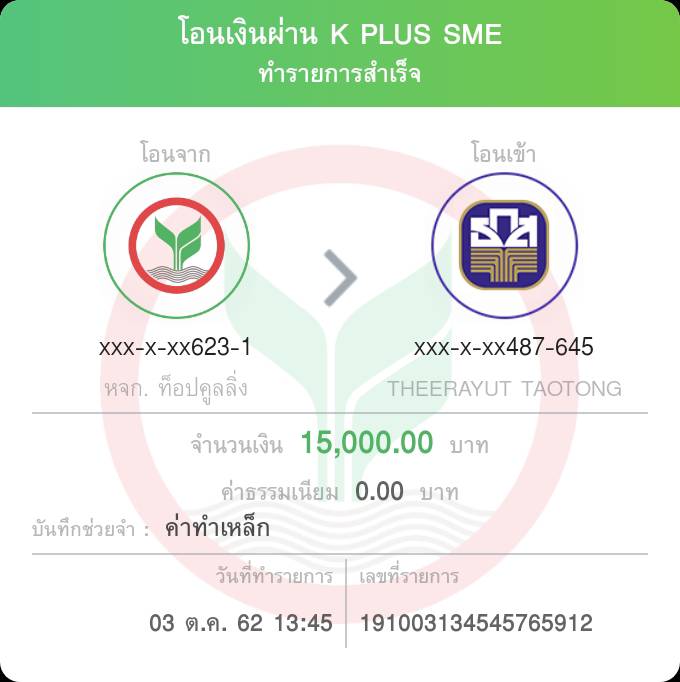 โอนเงินผ่าน K PLUS SME
ทำรายการสำเร็จ
โอนจาก
โอนเข้า
ธกส
xxx-x-xx623-1
xxx-x-xx487-645
หจก. ท็อปคูลลิ่ง
THEERAYUT TAOTONG
จำนวนเงิน 15,000.00 บาท
ค่าธรรมเนียม 0.00 บาท
บันทึกช่วยจำ : ค่าทำเหล็ก
วันที่ทำรายการ
เลขที่รายการ
03 ต.ค. 62 13:45
191003134545765912